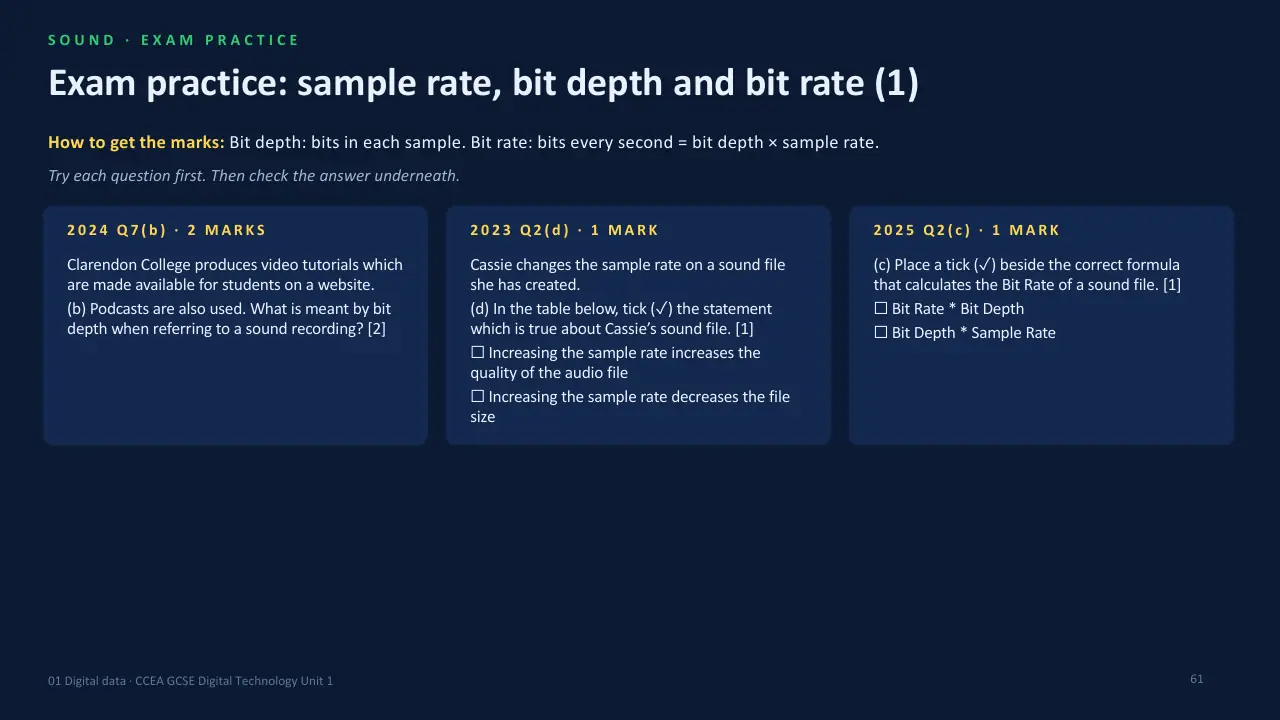 SOUND · EXAM PRACTICE
Exam practice: sample rate, bit depth and bit rate (1)
How to get the marks: Bit depth: bits in each sample. Bit rate: bits every second = bit depth × sample rate.
Try each question first. Then check the answer underneath.
2024 Q7(b) · 2 MARKS
Clarendon College produces video tutorials which
are made available for students on a website.
(b) Podcasts are also used. What is meant by bit
depth when referring to a sound recording? [2]
2023 Q2(d) · 1 MARK
Cassie changes the sample rate on a sound file
she has created.
(d) In the table below, tick (✓) the statement
which is true about Cassie’s sound file. [1]
☐ Increasing the sample rate increases the
quality of the audio file
☐ Increasing the sample rate decreases the file
size
2025 Q2(c) · 1 MARK
(c) Place a tick (✓) beside the correct formula
that calculates the Bit Rate of a sound file. [1]
☐ Bit Rate * Bit Depth
☐ Bit Depth * Sample Rate
01 Digital data · CCEA GCSE Digital Technology Unit 1
61